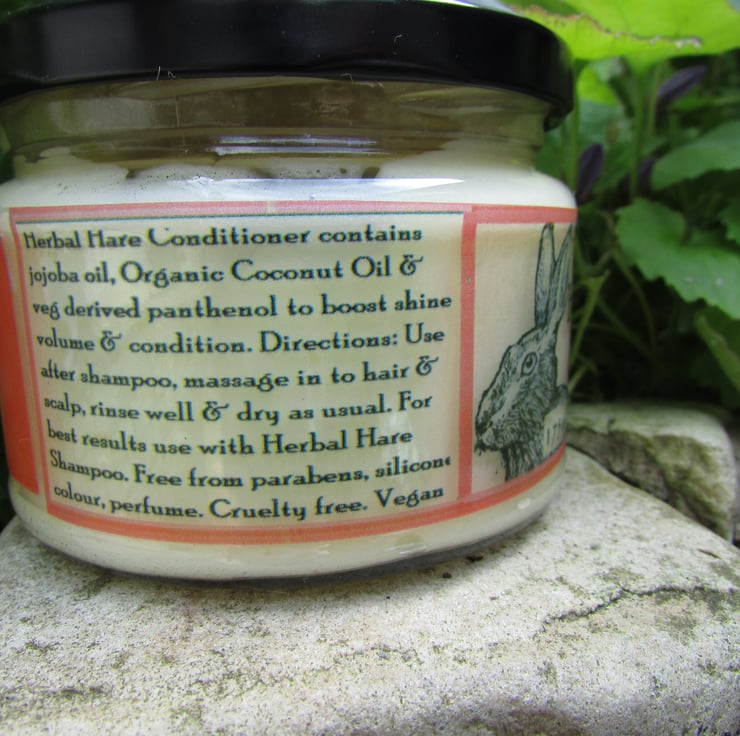 Herbal Hare Conditioner contains
jojoba oil, Organic Coconut Oil &
veg derived panthenol to boost shine
volume & condition. Directions: Use
after shampoo, massage in to hair &
scalp, rinse well & dry as usual. For
best results use with Herbal Hare
Shampoo. Free from parabens, silicone
colour, perfume. Cruelty free. Vegan